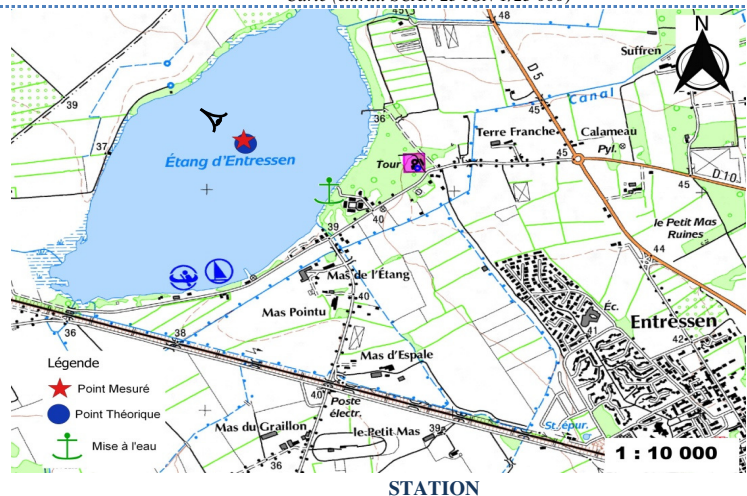 45
48
Suffren
D 5
N
39
36
Canal
Terre Franche
Calameau
37
Étang d'Entressen
Tour
45
Pyl.
45
D 10
45
40
le Petit Mas
Ruines
39
44
Mas de l'Étang
40
Éc.
Mas Pointu
41
Entressen
36
38
42
Légende
Mas d'Espale
Point Mesuré
40
Point Théorique
Poste
électr.
Mas du Graillon
le Petit Mas
39
St. épur.
Mise à l'eau
36
1 : 10 000
STATION